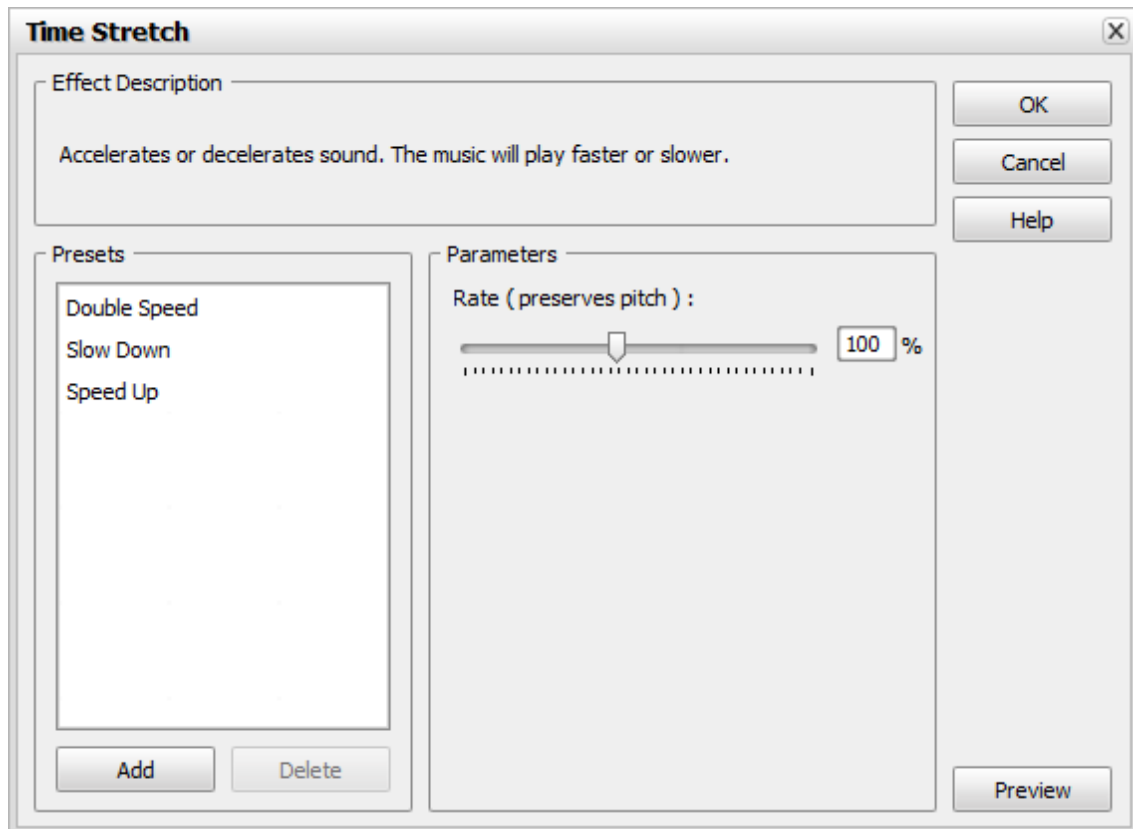 Time Stretch
Effect Description
Accelerates or decelerates sound. The music will play faster or slower.
OK
Cancel
Help
Presets
Double Speed
Slow Down
Speed Up
Add
Delete
Parameters
Rate ( preserves pitch ) :
100 %
Preview